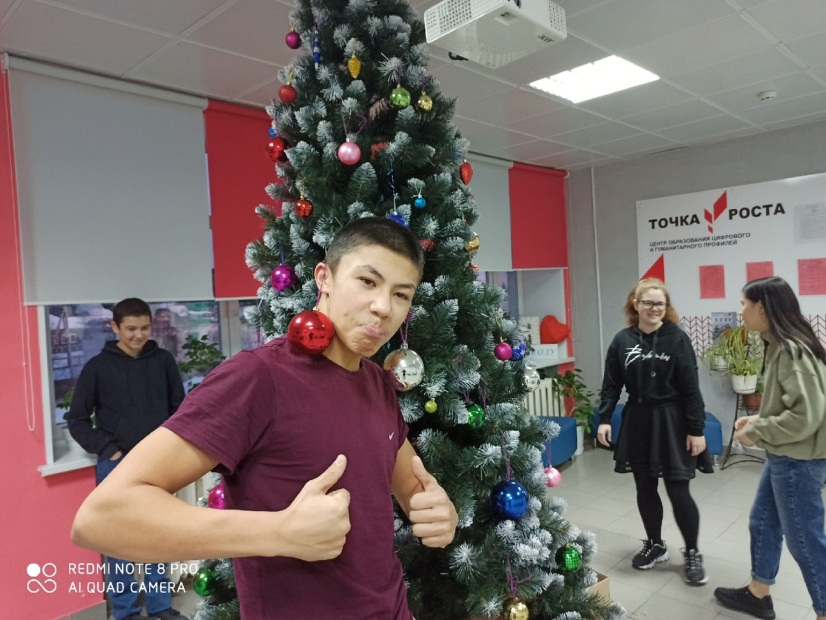 ТОЧКА РОСТА
ЦЕНТР ОБРАЗОВАНИЯ ЦИФРОВОГО
И ГУМАНИТАРНОГО ПРОФИЛЕЙ
REDMI NOTE 8 PRO
AI QUAD CAMERA